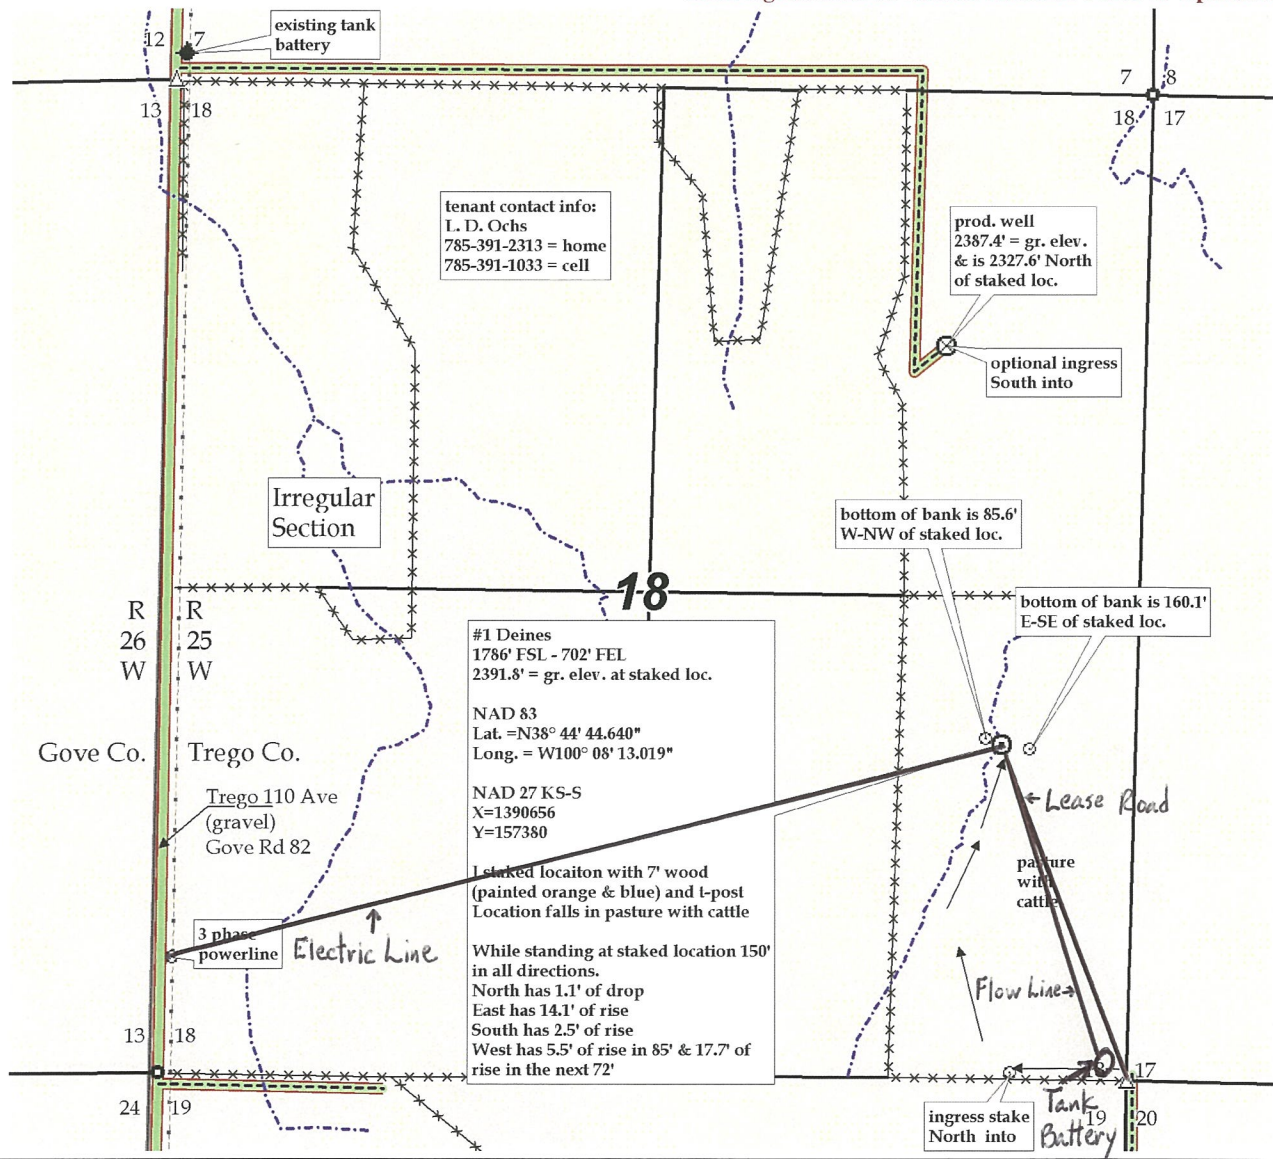 existing tank
battery
12 7
13 18
7 8
18 17
tenant contact info:
L. D. Ochs
785-391-2313 = home
785-391-1033 = cell
prod. well
2387.4' = gr. elev.
& is 2327.6' North
of staked loc.
optional ingress
South into
Irregular
Section
bottom of bank is 85.6'
W-NW of staked loc.
18
bottom of bank is 160.1'
E-SE of staked loc.
R R
26 25
W W
#1 Deines
1786' FSL - 702' FEL
2391.8' = gr. elev. at staked loc.
NAD 83
Lat. =N38° 44' 44.640"
Long. = W100° 08' 13.019"
NAD 27 KS-S
X=1390656
Y=157380
I staked locaiton with 7' wood
(painted orange & blue) and t-post
Location falls in pasture with cattle
While standing at staked location 150'
in all directions.
North has 1.1' of drop
East has 14.1' of rise
South has 2.5' of rise
West has 5.5' of rise in 85' & 17.7' of
rise in the next 72'
Gove Co. Trego Co.
Trego 110 Ave
(gravel)
Gove Rd 82
Lease Road
pasture
with
cattle
3 phase
powerline
Electric Line
Flow Line
13 18
24 19
17
19 20
ingress stake
North into
Tank
Battery